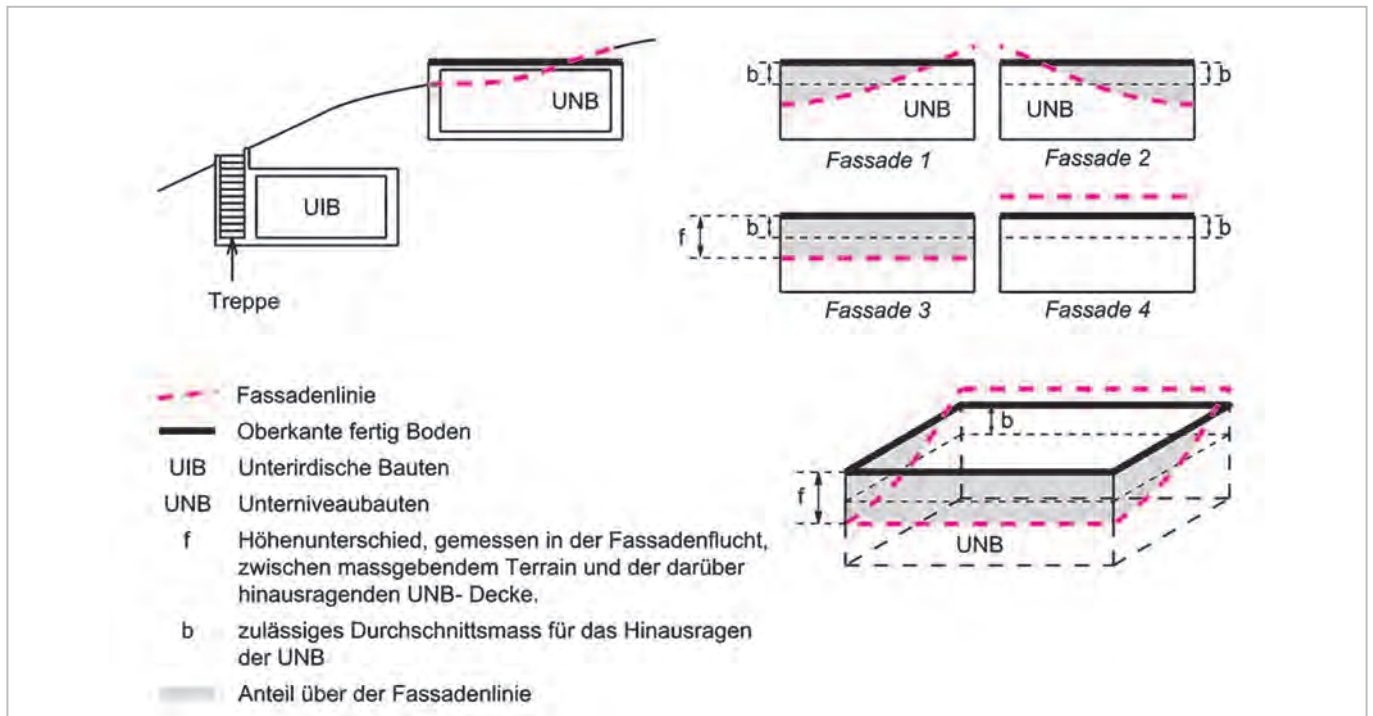 UNB
UIB
Treppe
b
UNB
Fassade 1
UNB
b
Fassade 2
f
b
Fassade 3
b
Fassade 4
Fassadenlinie
Oberkante fertig Boden
UIB Unterirdische Bauten
UNB Unterniveaubauten
f Höhenunterschied, gemessen in der Fassadenflucht,
zwischen massgebendem Terrain und der darüber
hinausragenden UNB- Decke.
b zulässiges Durchschnittsmass für das Hinausragen
der UNB
Anteil über der Fassadenlinie
b
f
UNB